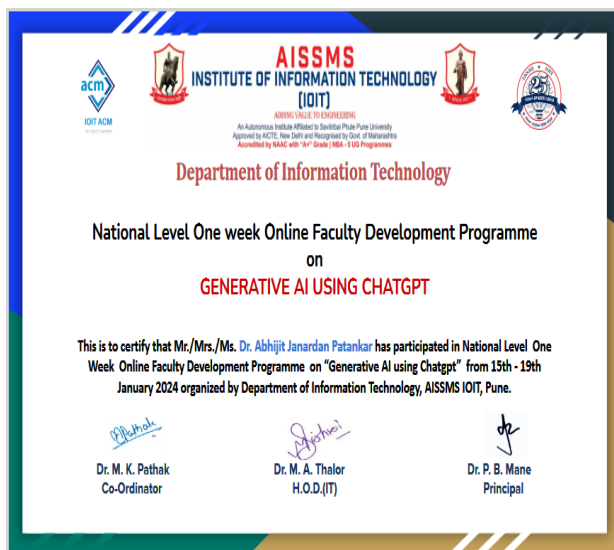 acm
IOIT ACM
AISSMS
INSTITUTE OF INFORMATION TECHNOLOGY
(IOIT)
ADDING VALUE TO ENGINEERING
An Autonomous Institute Affiliated to Savitribai Phule Pune University
Approved by AICTE, New Delhi and Recognised by Govt. of Maharashtra
Accredited by NAAC with "A+" Grade | NBA - 5 UG Programmes
25
Department of Information Technology
National Level One week Online Faculty Development Programme
on
GENERATIVE AI USING CHATGPT
This is to certify that Mr./Mrs./Ms. Dr. Abhijit Janardan Patankar has participated in National Level One
Week Online Faculty Development Programme on “Generative AI using Chatgpt” from 15th - 19th
January 2024 organized by Department of Information Technology, AISSMS IOIT, Pune.
Dr. M. K. Pathak
Co-Ordinator
Dr. M. A. Thalor
H.O.D.(IT)
Dr. P. B. Mane
Principal